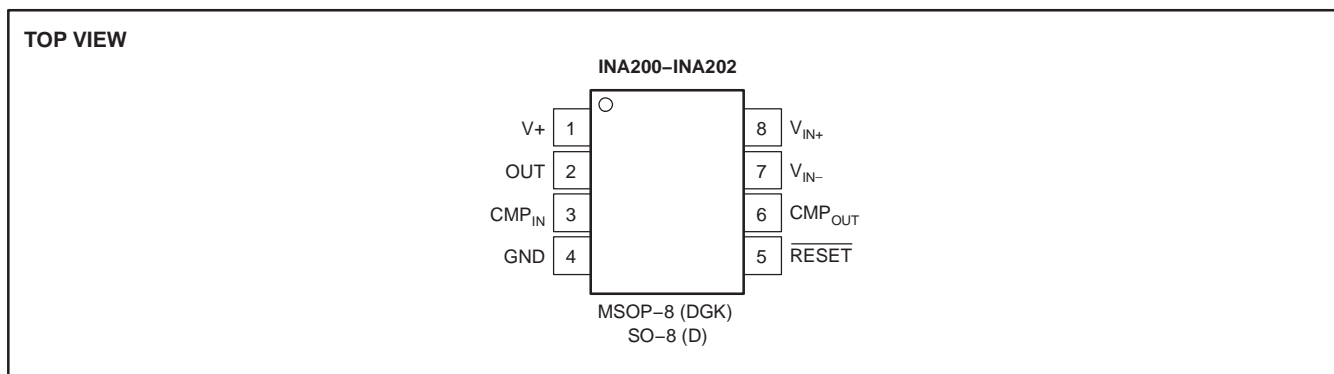 TOP VIEW
INA200–INA202
V+ 1 8 VIN+
OUT 2 7 VIN–
CMPIN 3 6 CMPOUT
GND 4 5 RESET
MSOP–8 (DGK)
SO–8 (D)